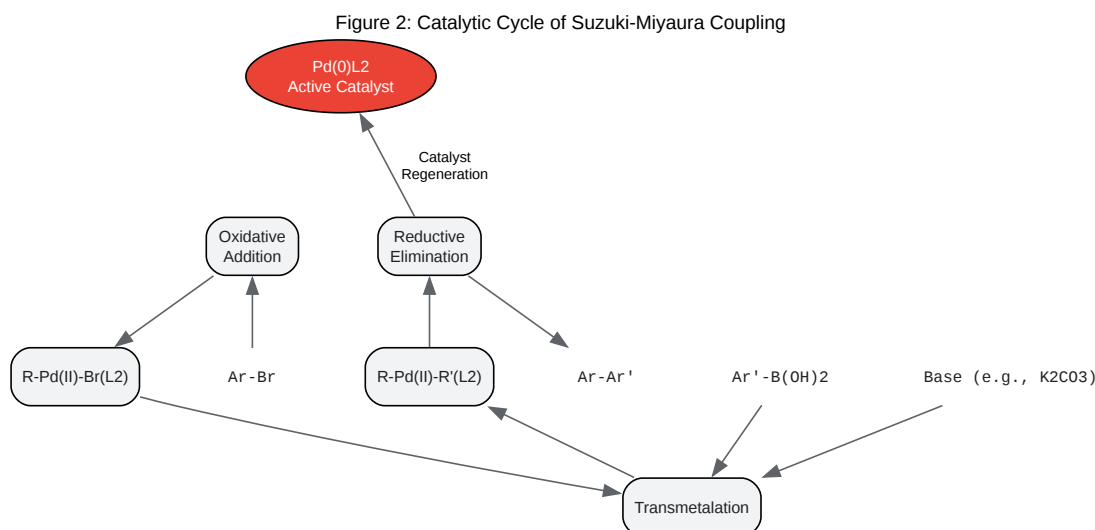 Figure 2: Catalytic Cycle of Suzuki-Miyaura Coupling
Pd(0)L2
Active Catalyst
Catalyst
Regeneration
Oxidative
Addition
Reductive
Elimination
R-Pd(II)-Br(L2)
Ar-Br
R-Pd(II)-R'(L2)
Ar-Ar'
Ar'-B(OH)2
Base (e.g., K2CO3)
Transmetalation